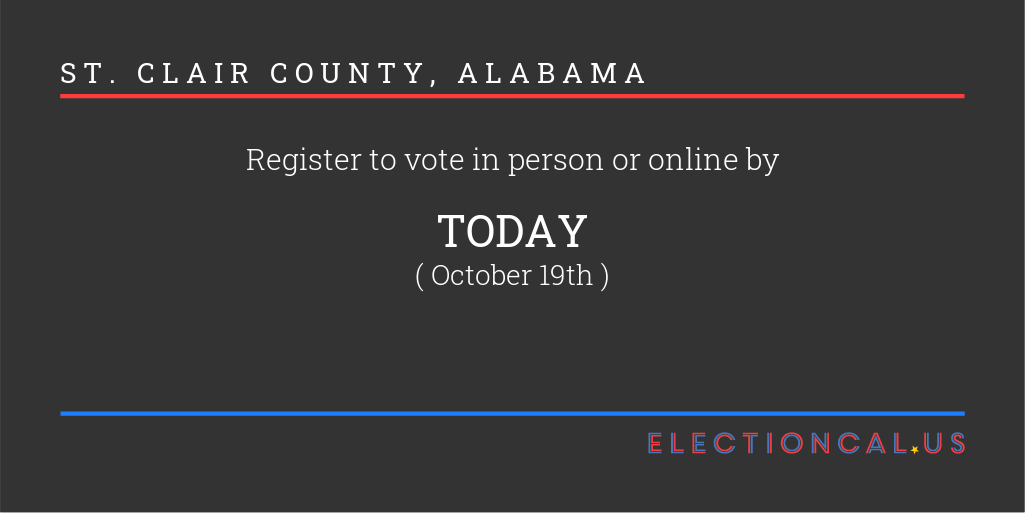 ST. CLAIR COUNTY, ALABAMA
Register to vote in person or online by
TODAY
( October 19th )
ELECTIONCAL.US